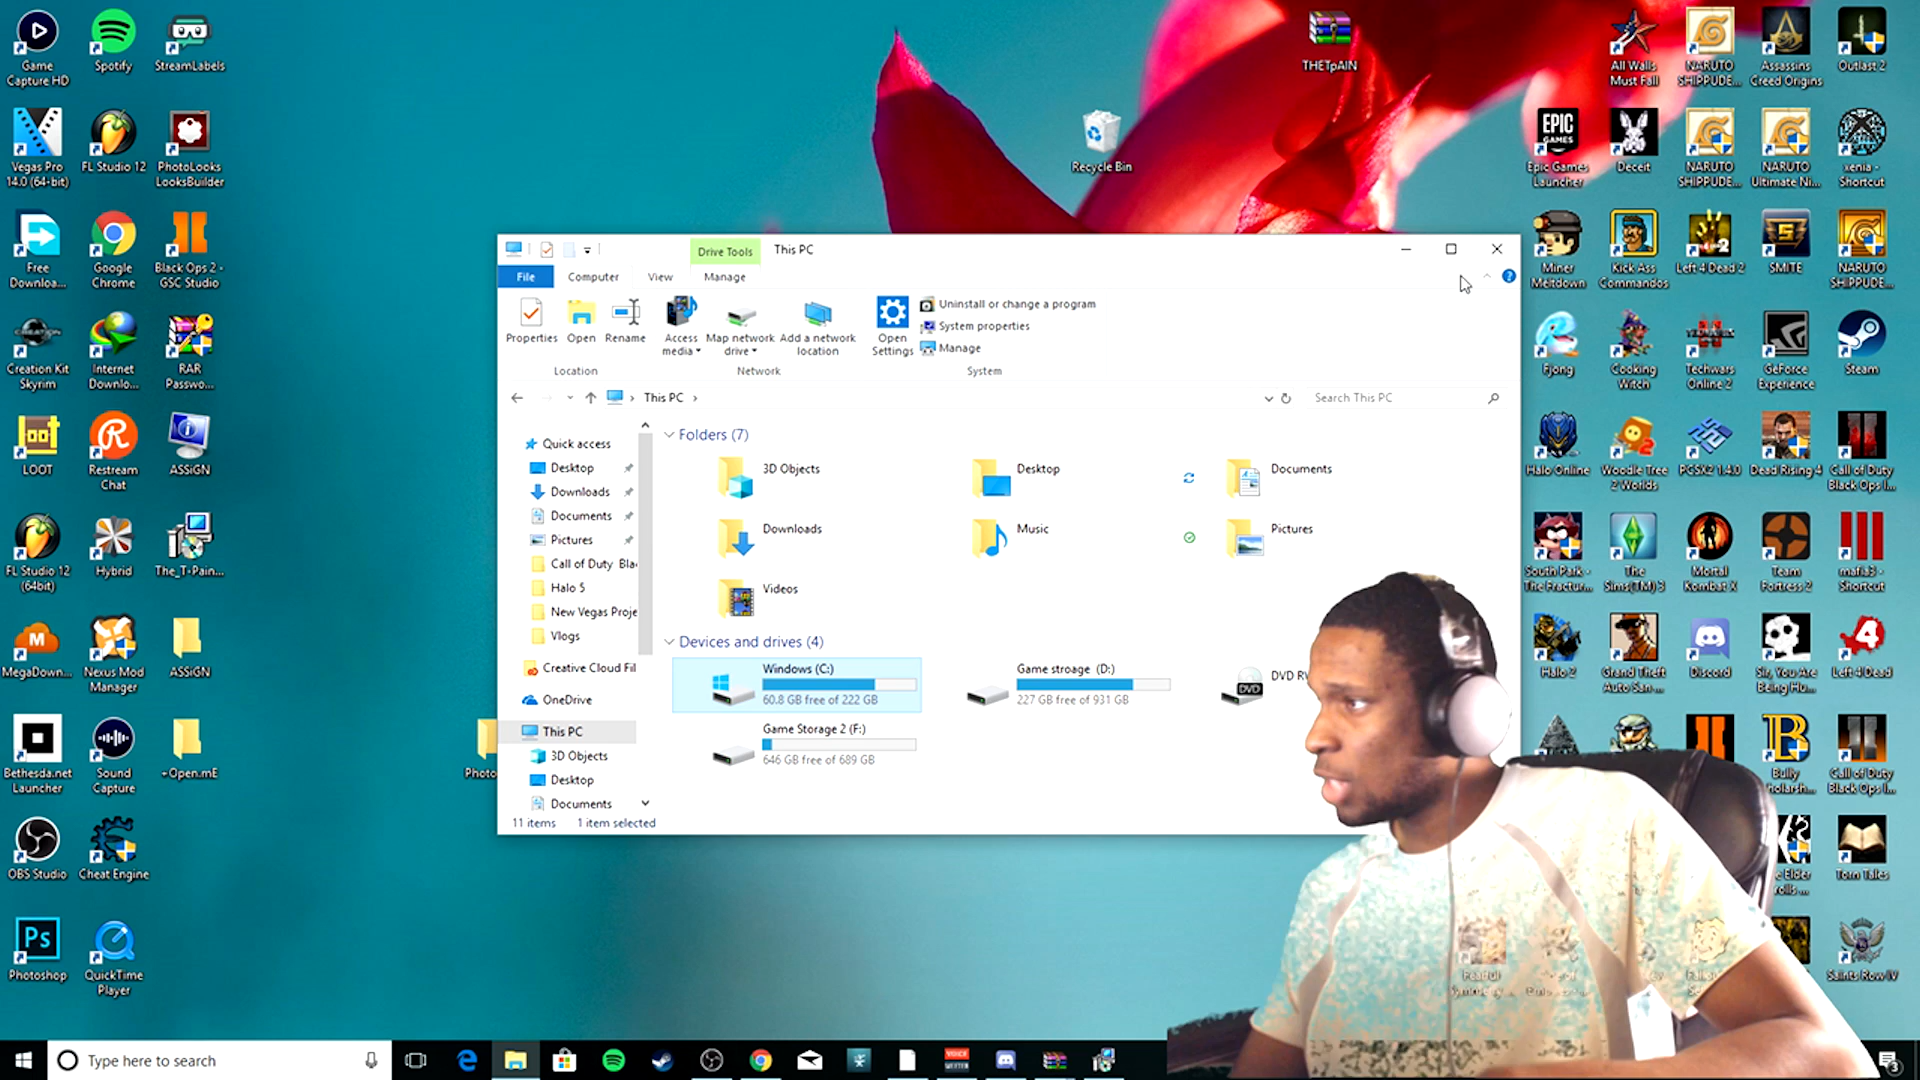 Game
Capture HD
Spotify
StreamLabels
Vegas Pro
14.0 (64-bit)
FL Studio 12
PhotoLooks
LooksBuilder
Free
Downloa...
Google
Chrome
Black Ops 2 -
GSC Studio
CREATION
Creation Kit
Skyrim
Internet
Downlo...
RAR
Passwo...
LOOT
Restream
Chat
ASSiGN
FL Studio 12
(64bit)
Hybrid
The_T-Pain...
MegaDown...
Nexus Mod
Manager
ASSiGN
Bethesda.net
Launcher
Sound
Capture
+Open.mE
OBS Studio
Cheat Engine
Ps
Photoshop
QuickTime
Player
THETpAIN
Recycle Bin
Photo
All Walls
Must Fall
NARUTO
SHIPPUDE...
Assassins
Creed Origins
Outlast 2
EPIC
GAMES
Epic Games
Launcher
Deceit
NARUTO
SHIPPUDE...
NARUTO
Ultimate Ni...
xenia -
Shortcut
Miner
Meltdown
Kick Ass
Commandos
Left 4 Dead 2
SMITE
NARUTO
SHIPPUDE...
Fjong
Cooking
Witch
Techwars
Online 2
GeForce
Experience
Steam
Halo Online
Woodle Tree
2 Worlds
PCSX2 1.4.0
Dead Rising 4
Call of Duty
Black Ops I...
South Park -
The Fractur...
The
Sims(TM) 3
Mortal
Kombat X
Team
Fortress 2
mafia3 -
Shortcut
Halo 2
Grand Theft
Auto San ...
Discord
Sir, You Are
Being Hu...
Left 4 Dead
Bully
Call of Duty
Black Ops I...
Torn Tales
Saints Row IV
Drive Tools
This PC
File
Computer
View
Manage
Properties
Open
Rename
Access
media
Map network
drive
Add a network
location
Open
Settings
Uninstall or change a program
System properties
Manage
Location
Network
System
This PC
Search This PC
Quick access
Desktop
Downloads
Documents
Pictures
Call of Duty Bla
Halo 5
New Vegas Proje
Vlogs
Creative Cloud Fil
OneDrive
This PC
3D Objects
Desktop
Documents
Folders (7)
3D Objects
Desktop
Documents
Downloads
Music
Pictures
Videos
Devices and drives (4)
Windows (C:)
60.8 GB free of 222 GB
Game stroage (D:)
227 GB free of 931 GB
DVD
DVD RW
Game Storage 2 (F:)
646 GB free of 689 GB
11 items
1 item selected
Type here to search
3